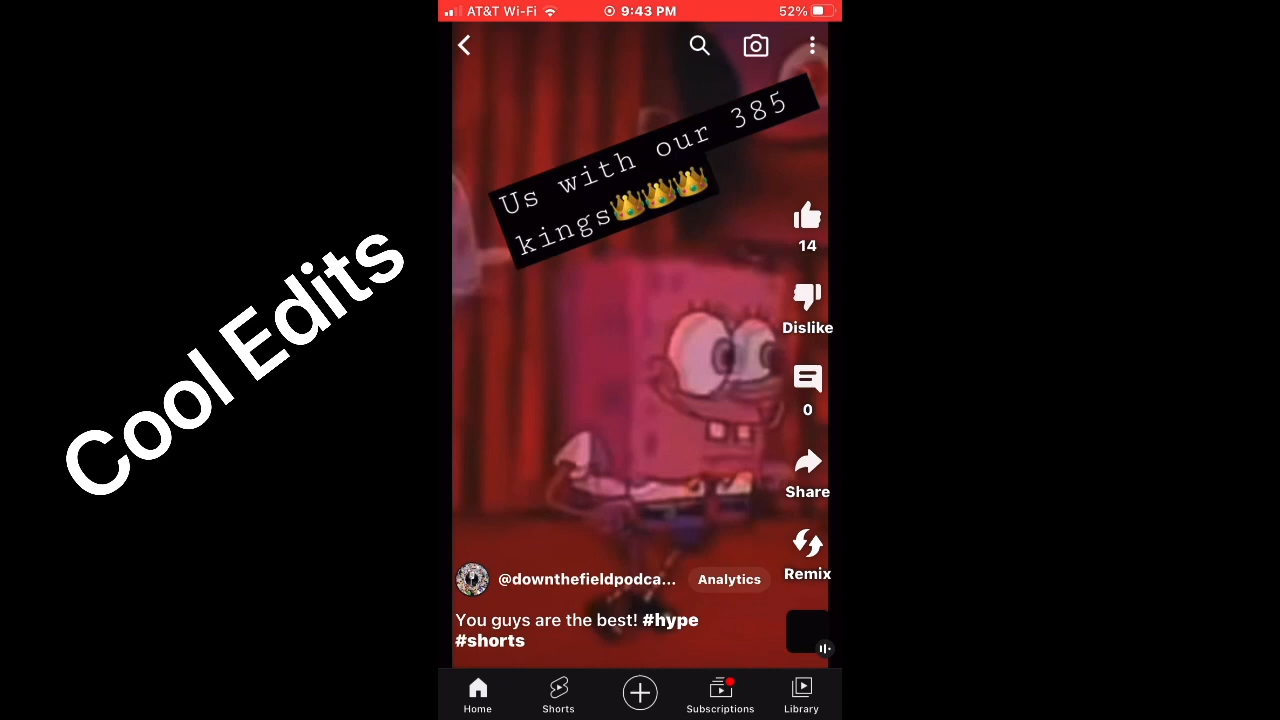 AT&T Wi-Fi 9:43 PM 52%
Us with our 385
kings👑👑👑
Cool Edits
14
Dislike
0
Share
Remix
@downthefieldpodca... Analytics
You guys are the best! #hype
#shorts
Home Shorts Subscriptions Library